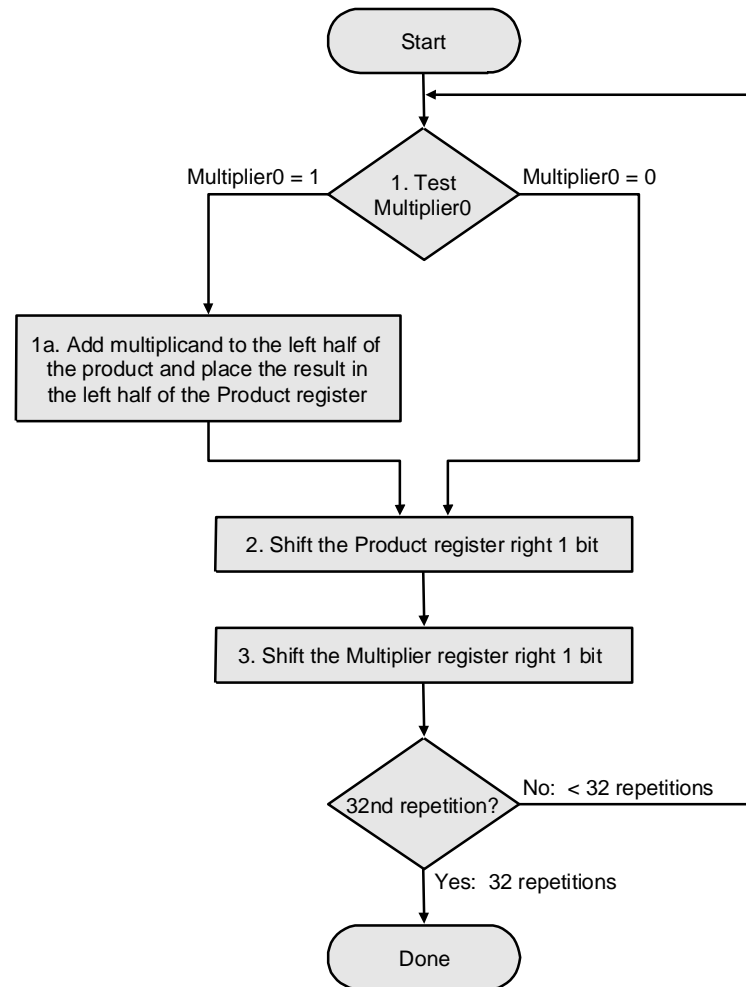 Start
Multiplier0 = 1
1. Test
Multiplier0
Multiplier0 = 0
1a. Add multiplicand to the left half of
the product and place the result in
the left half of the Product register
2. Shift the Product register right 1 bit
3. Shift the Multiplier register right 1 bit
32nd repetition?
No:  < 32 repetitions
Yes:  32 repetitions
Done